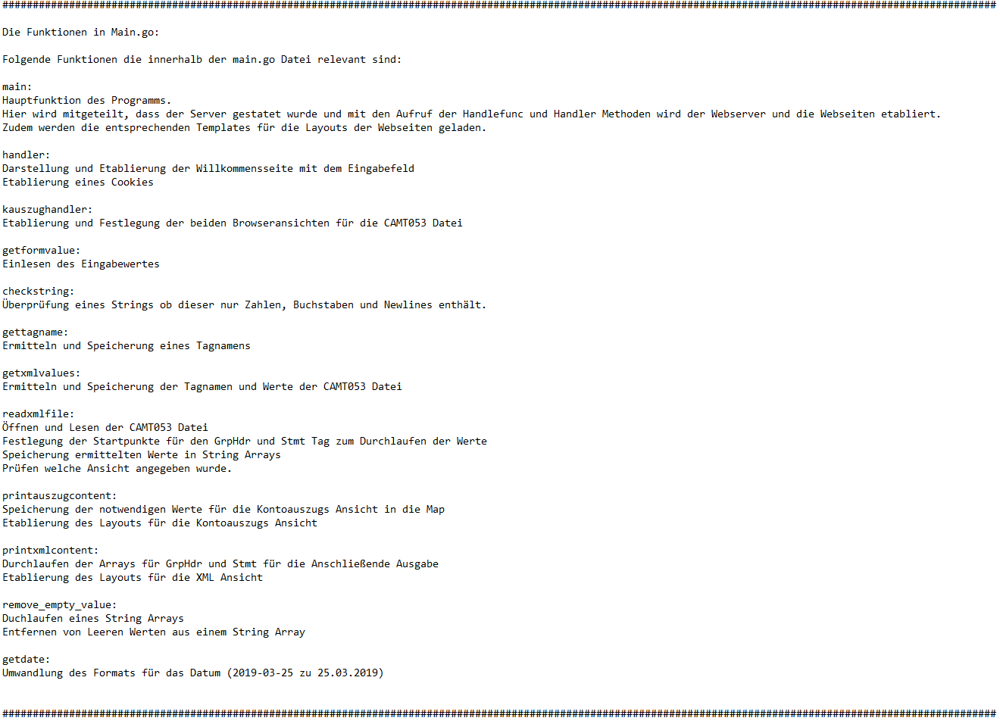 ####################################################################################################################################################################
Die Funktionen in Main.go:
Folgende Funktionen die innerhalb der main.go Datei relevant sind:
main:
Hauptfunktion des Programms.
Hier wird mitgeteilt, dass der Server gestatet wurde und mit den Aufruf der Handlefunc und Handler Methoden wird der Webserver und die Webseiten etabliert.
Zudem werden die entsprechenden Templates für die Layouts der Webseiten geladen.
handler:
Darstellung und Etablierung der Willkommensseite mit dem Eingabefeld
Etablierung eines Cookies
kauszughandler:
Etablierung und Festlegung der beiden Browseransichten für die CAMT053 Datei
getformvalue:
Einlesen des Eingabewertes
checkstring:
Überprüfung eines Strings ob dieser nur Zahlen, Buchstaben und Newlines enthält.
gettagname:
Ermitteln und Speicherung eines Tagnamens
getxmlvalues:
Ermitteln und Speicherung der Tagnamen und Werte der CAMT053 Datei
readxmlfile:
Öffnen und Lesen der CAMT053 Datei
Festlegung der Startpunkte für den GrpHdr und Stmt Tag zum Durchlaufen der Werte
Speicherung ermittelten Werte in String Arrays
Prüfen welche Ansicht angegeben wurde.
printauszugcontent:
Speicherung der notwendigen Werte für die Kontoauszugs Ansicht in die Map
Etablierung des Layouts für die Kontoauszugs Ansicht
printxmlcontent:
Durchlaufen der Arrays für GrpHdr und Stmt für die Anschließende Ausgabe
Etablierung des Layouts für die XML Ansicht
remove_empty_value:
Duchlaufen eines String Arrays
Entfernen von Leeren Werten aus einem String Array
getdate:
Umwandlung des Formats für das Datum (2019-03-25 zu 25.03.2019)
####################################################################################################################################################################